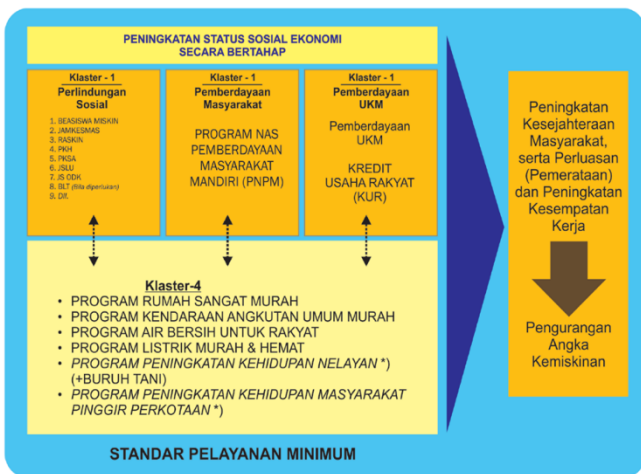 PENINGKATAN STATUS SOSIAL EKONOMI
SECARA BERTAHAP
Klaster - 1
Perlindungan
Sosial
1. BEASISWA MISKIN
2. JAMKESMAS
3. RASKIN
4. PKH
5. PKSA
6. JSLU
7. JS ODK
8. BLT (Bila diperlukan)
9. Dll.
Klaster - 1
Pemberdayaan
Masyarakat
PROGRAM NAS
PEMBERDAYAAN
MASYARAKAT
MANDIRI (PNPM)
Klaster - 1
Pemberdayaan
UKM
Pemberdayaan
UKM
KREDIT
USAHA RAKYAT
(KUR)
Klaster-4
• PROGRAM RUMAH SANGAT MURAH
• PROGRAM KENDARAAN ANGKUTAN UMUM MURAH
• PROGRAM AIR BERSIH UNTUK RAKYAT
• PROGRAM LISTRIK MURAH & HEMAT
• PROGRAM PENINGKATAN KEHIDUPAN NELAYAN *)
(+BURUH TANI)
• PROGRAM PENINGKATAN KEHIDUPAN MASYARAKAT
PINGGIR PERKOTAAN *)
STANDAR PELAYANAN MINIMUM
Peningkatan
Kesejahteraan
Masyarakat,
serta Perluasan
(Pemerataan)
dan Peningkatan
Kesempatan
Kerja
Pengurangan
Angka
Kemiskinan